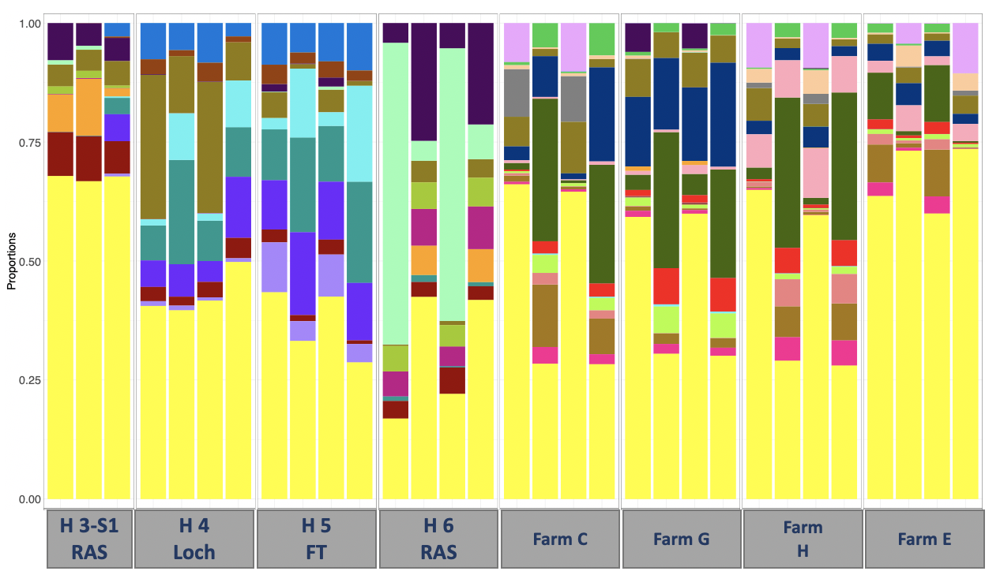 1.00
0.75
0.50
0.25
0.00
Proportions
H 3-S1
RAS
H 4
Loch
H 5
FT
H 6
RAS
Farm C
Farm G
Farm
H
Farm E